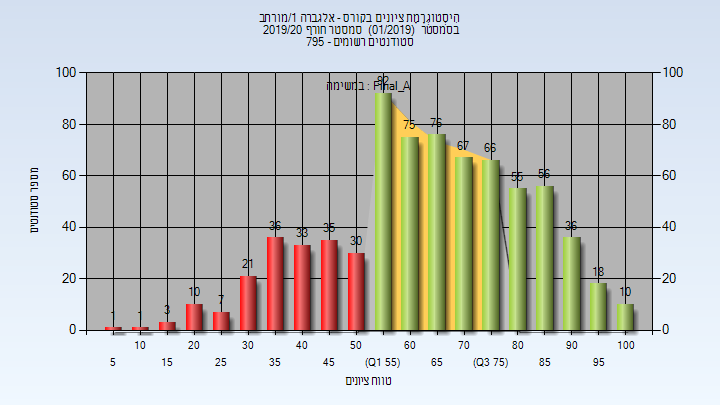 היסטוגרמת ציונים בקורס - אלגברה 1/מורחב
בסמסטר (01/2019) סמסטר חורף 2019/20
795 - סטודנטים רשומים
במשימה : Final_A
מספר סטודנטים
100 100
80 80
60 60
40 40
20 20
0 0
1 1 3 10 7 21 36 33 35 30 82 75 76 67 66 55 56 36 18 10
10 20 30 40 50 60 70 80 90 100
5 15 25 35 45 (Q1 55) 65 (Q3 75) 85 95
טווח ציונים